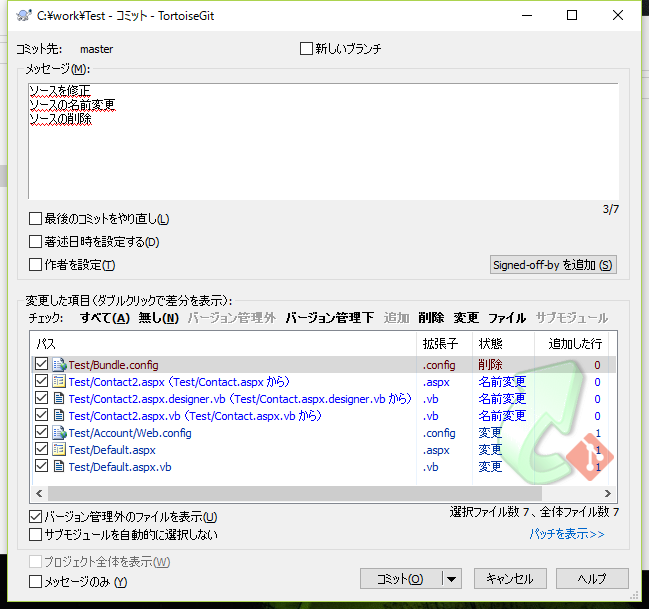 C:¥work¥Test - コミット - TortoiseGit
コミット先: master
新しいブランチ
メッセージ(M):
ソースを修正
ソースの名前変更
ソースの削除
3/7
最後のコミットをやり直し(L)
著述日時を設定する(D)
作者を設定(T)
Signed-off-by を追加 (S)
変更した項目 (ダブルクリックで差分を表示):
チェック: すべて(A) 無し(N) バージョン管理外 バージョン管理下 追加 削除 変更 ファイル サブモジュール
パス 拡張子 状態 追加した行
Test/Bundle.config .config 削除 0
Test/Contact2.aspx (Test/Contact.aspx から) .aspx 名前変更 0
Test/Contact2.aspx.designer.vb (Test/Contact.aspx.designer.vb から) .vb 名前変更 0
Test/Contact2.aspx.vb (Test/Contact.aspx.vb から) .vb 名前変更 0
Test/Account/Web.config .config 変更 1
Test/Default.aspx .aspx 変更 1
Test/Default.aspx.vb .vb 変更 1
バージョン管理外のファイルを表示(U)
選択ファイル数 7 、全体ファイル数 7
サブモジュールを自動的に選択しない
パッチを表示>>
プロジェクト全体を表示(W)
メッセージのみ (Y)
コミット(O) キャンセル ヘルプ